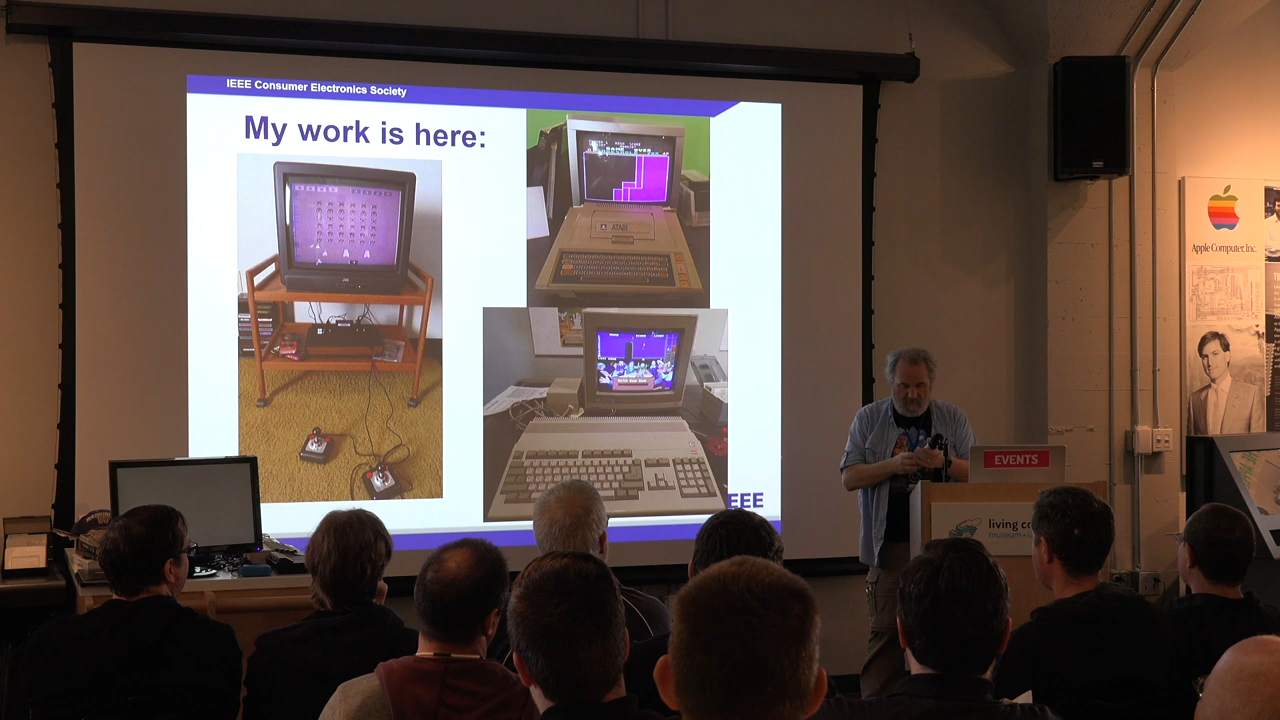 IEEE Consumer Electronics Society
My work is here:
ATARI
EEE
EVENTS
living co
Apple Computer, Inc.